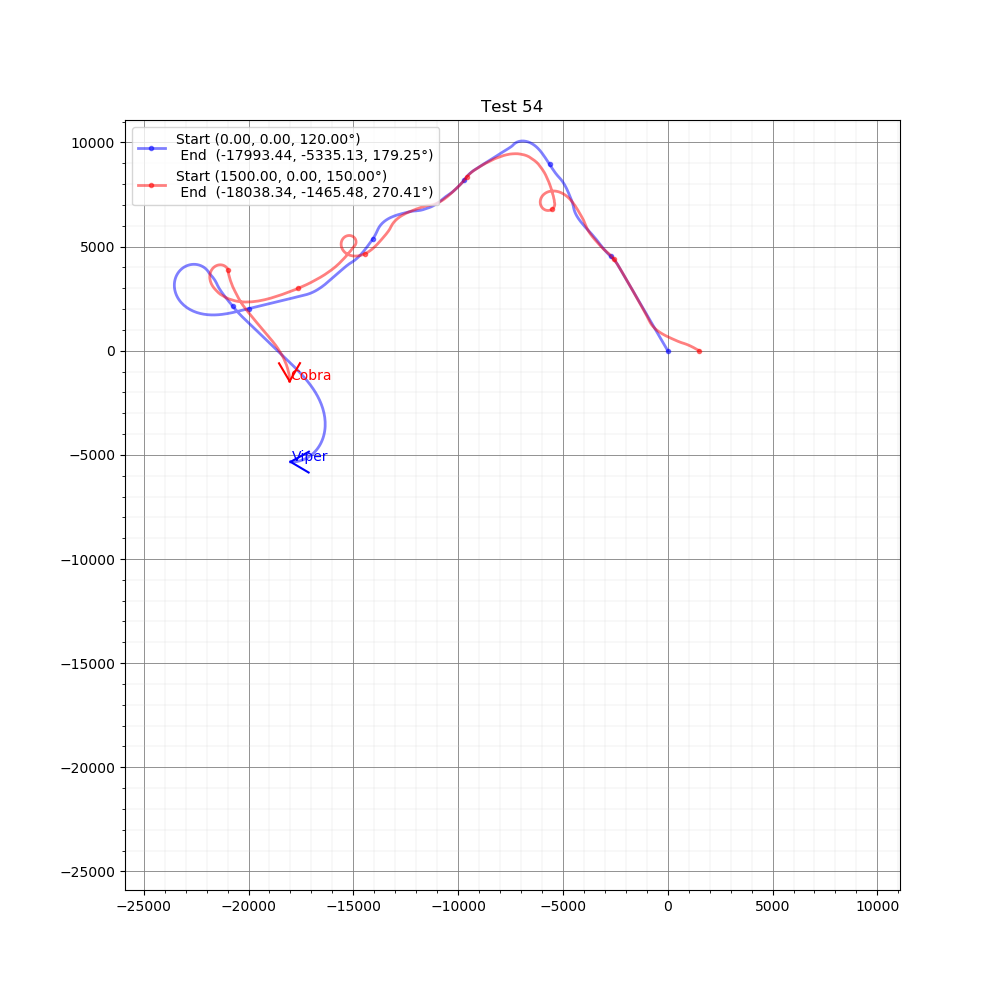 Test 54
Start (0.00, 0.00, 120.00°)
End (-17993.44, -5335.13, 179.25°)
Start (1500.00, 0.00, 150.00°)
End (-18038.34, -1465.48, 270.41°)
10000
5000
0
Cobra
Viper
−5000
−10000
−15000
−20000
−25000
−25000 −20000 −15000 −10000 −5000 0 5000 10000